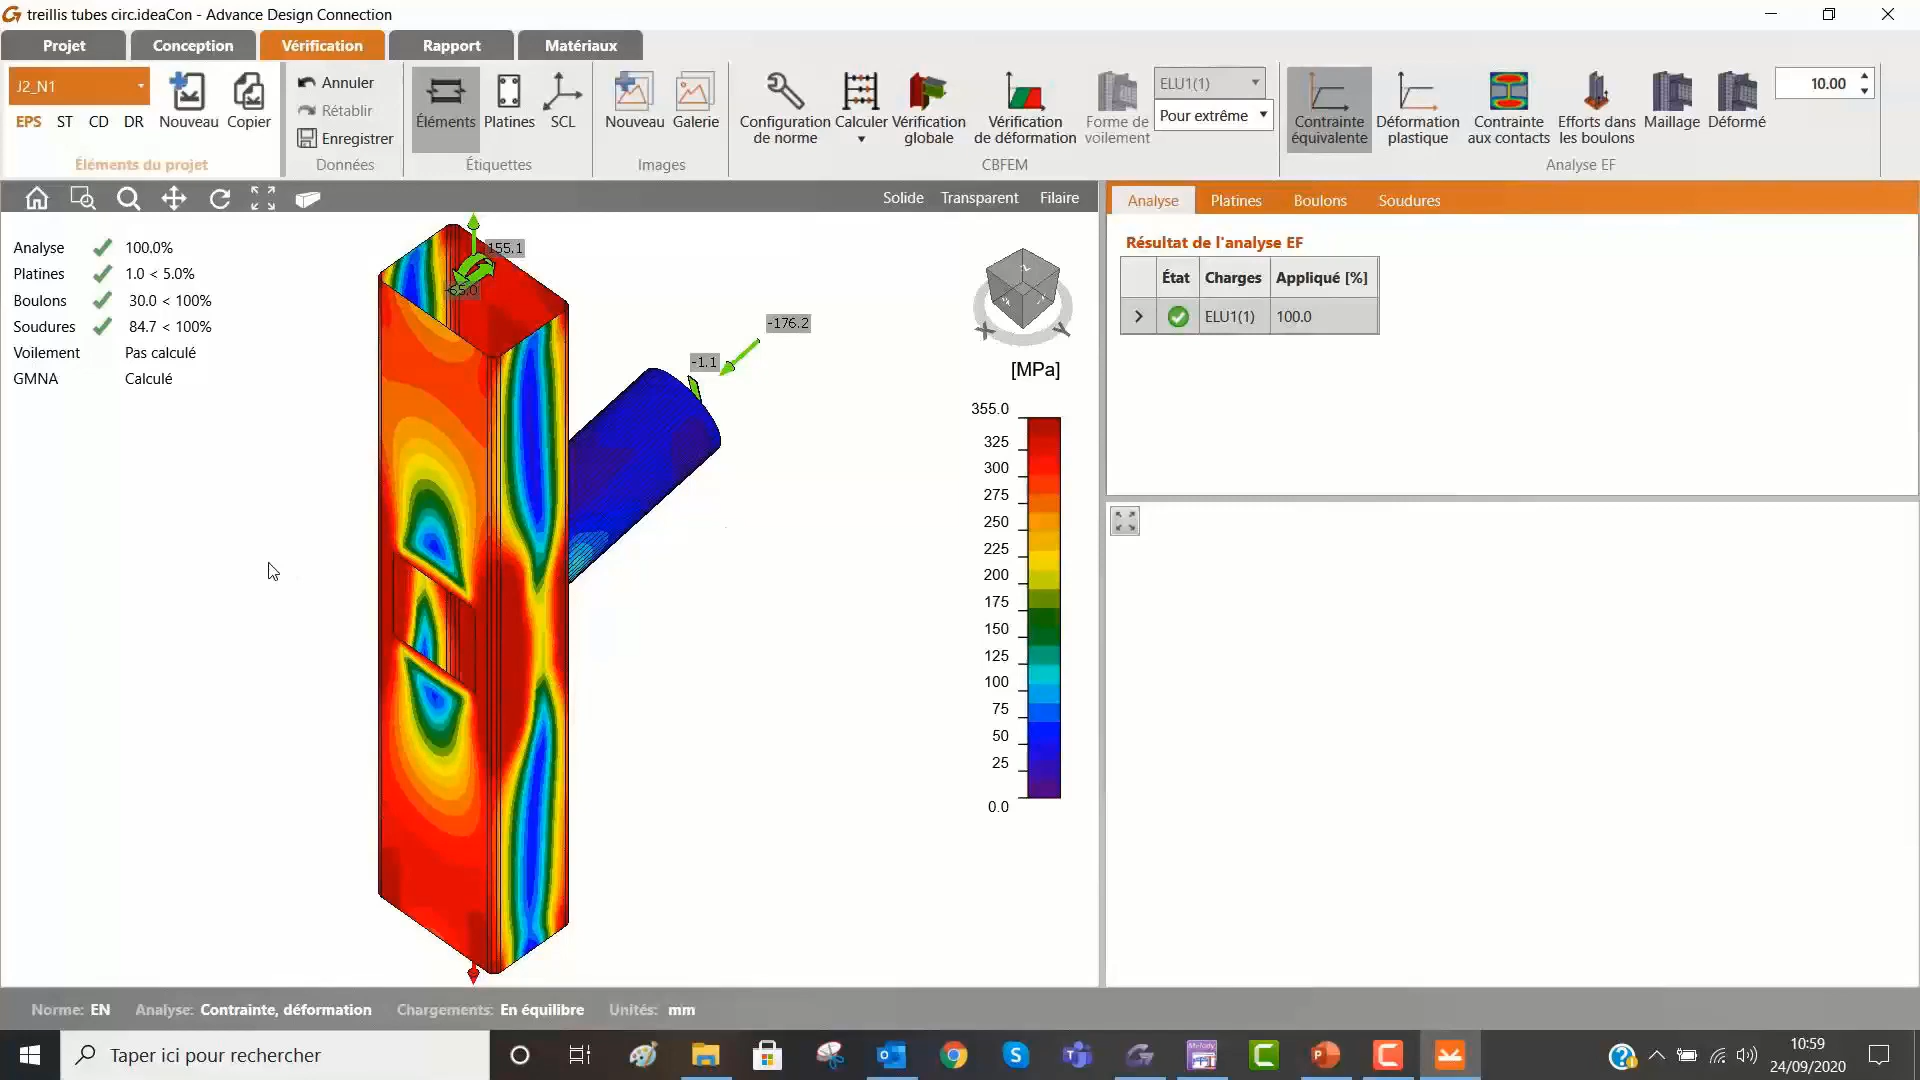 treillis tubes circ.ideaCon - Advance Design Connection
Projet Conception Vérification Rapport Matériaux
J2_N1
EPS ST CD DR
Nouveau Copier
Éléments du projet
Annuler
Rétablir
Enregistrer
Données
Éléments Platines SCL
Étiquettes
Nouveau Galerie
Images
Configuration de norme
Calculer
Vérification globale
Vérification de déformation
Forme de voilement
ELU1(1)
Pour extrême
CBFEM
Contrainte équivalente
Déformation plastique
Contrainte aux contacts
Efforts dans les boulons
Maillage
Déformé
10.00
Analyse EF
Solide Transparent Filaire
Analyse 100.0%
Platines 1.0 < 5.0%
Boulons 30.0 < 100%
Soudures 84.7 < 100%
Voilement Pas calculé
GMNA Calculé
155.1
-65.0
-176.2
-1.1
[MPa]
355.0
325
300
275
250
225
200
175
150
125
100
75
50
25
0.0
Analyse Platines Boulons Soudures
Résultat de l'analyse EF
État Charges Appliqué [%]
ELU1(1) 100.0
Norme: EN Analyse: Contrainte, déformation Chargements: En équilibre Unités: mm
Taper ici pour rechercher
10:59
24/09/2020